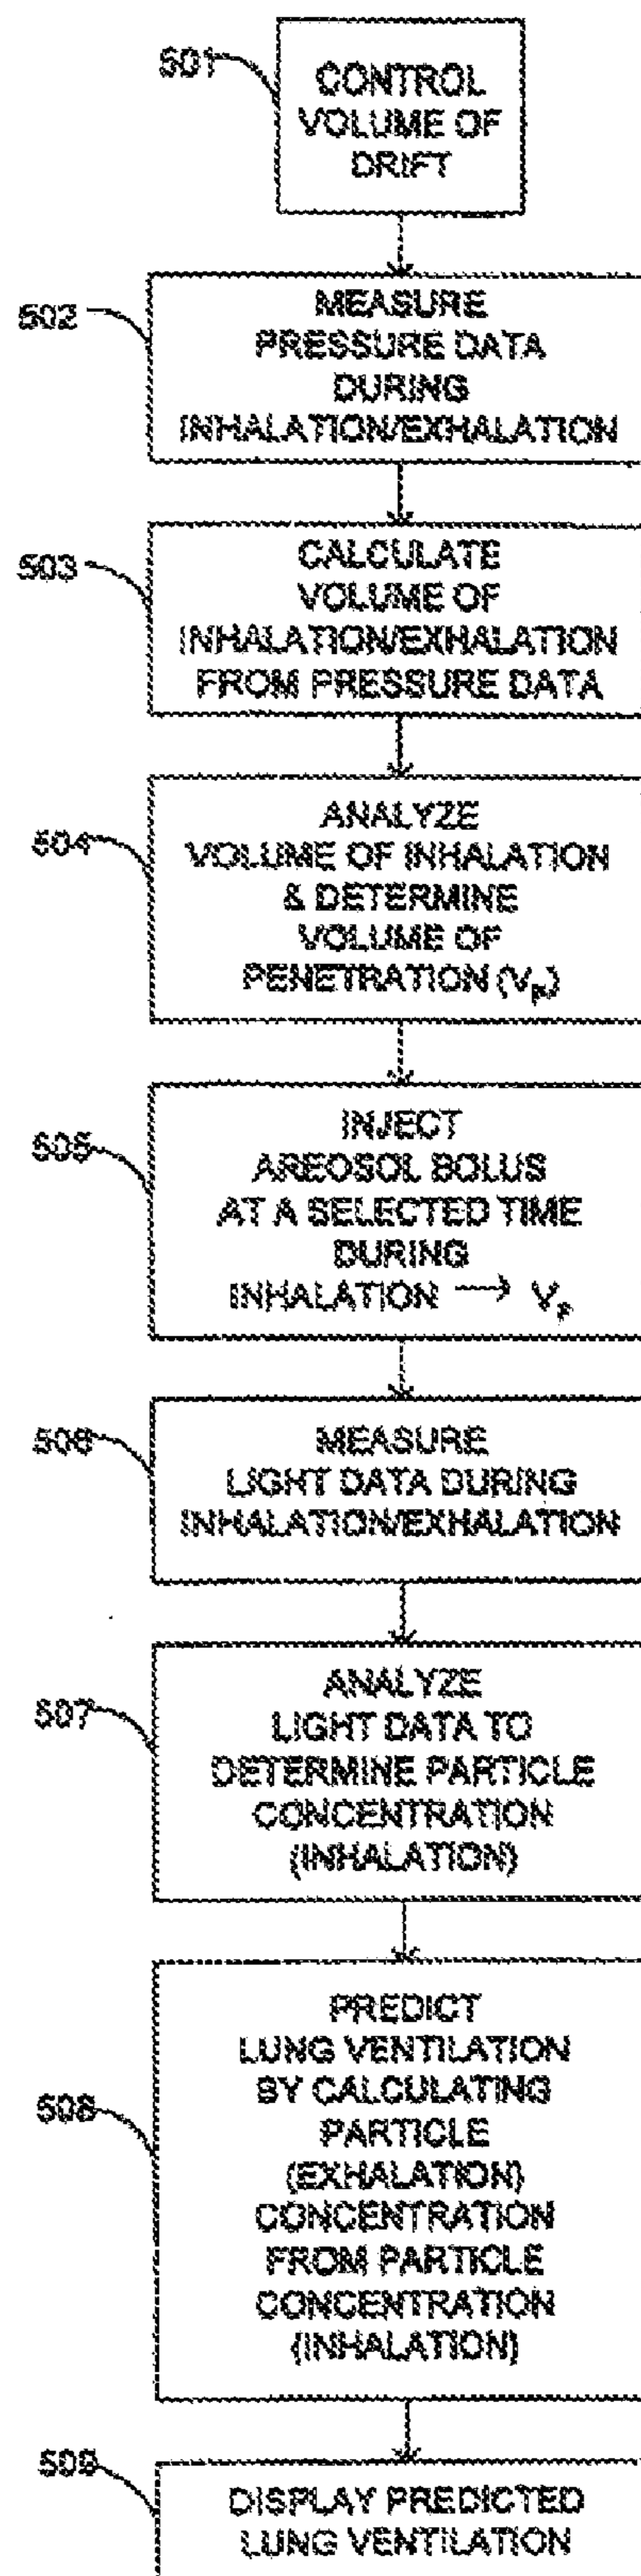 501
CONTROL
VOLUME OF
DRIFT
502
MEASURE
PRESSURE DATA
DURING
INHALATION/EXHALATION
503
CALCULATE
VOLUME OF
INHALATION/EXHALATION
FROM PRESSURE DATA
504
ANALYZE
VOLUME OF INHALATION
& DETERMINE
VOLUME OF
PENETRATION (Vp)
505
INJECT
AREOSOL BOLUS
AT A SELECTED TIME
DURING
INHALATION → Vp
506
MEASURE
LIGHT DATA DURING
INHALATION/EXHALATION
507
ANALYZE
LIGHT DATA TO
DETERMINE PARTICLE
CONCENTRATION
(INHALATION)
508
PREDICT
LUNG VENTILATION
BY CALCULATING
PARTICLE
(EXHALATION)
CONCENTRATION
FROM PARTICLE
CONCENTRATION
(INHALATION)
509
DISPLAY PREDICTED
LUNG VENTILATION